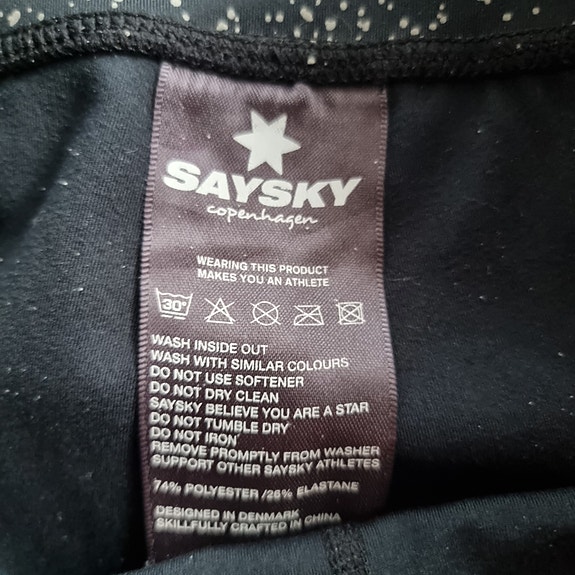 SAYSKY
copenhagen
WEARING THIS PRODUCT
MAKES YOU AN ATHLETE
30°
WASH INSIDE OUT
WASH WITH SIMILAR COLOURS
DO NOT USE SOFTENER
DO NOT DRY CLEAN
SAYSKY BELIEVE YOU ARE A STAR
DO NOT TUMBLE DRY
DO NOT IRON
REMOVE PROMPTLY FROM WASHER
SUPPORT OTHER SAYSKY ATHLETES
74% POLYESTER /26% ELASTANE
DESIGNED IN DENMARK
SKILLFULLY CRAFTED IN CHINA